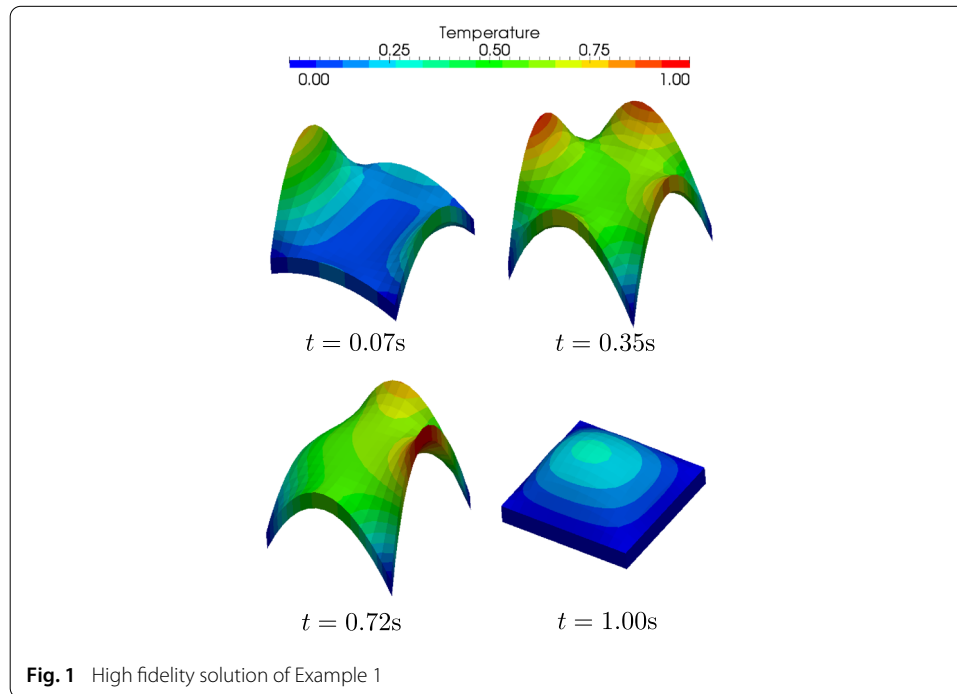 Temperature
0.25 0.50 0.75
0.00 1.00
t = 0.07s t = 0.35s
t = 0.72s t = 1.00s
Fig. 1 High fidelity solution of Example 1